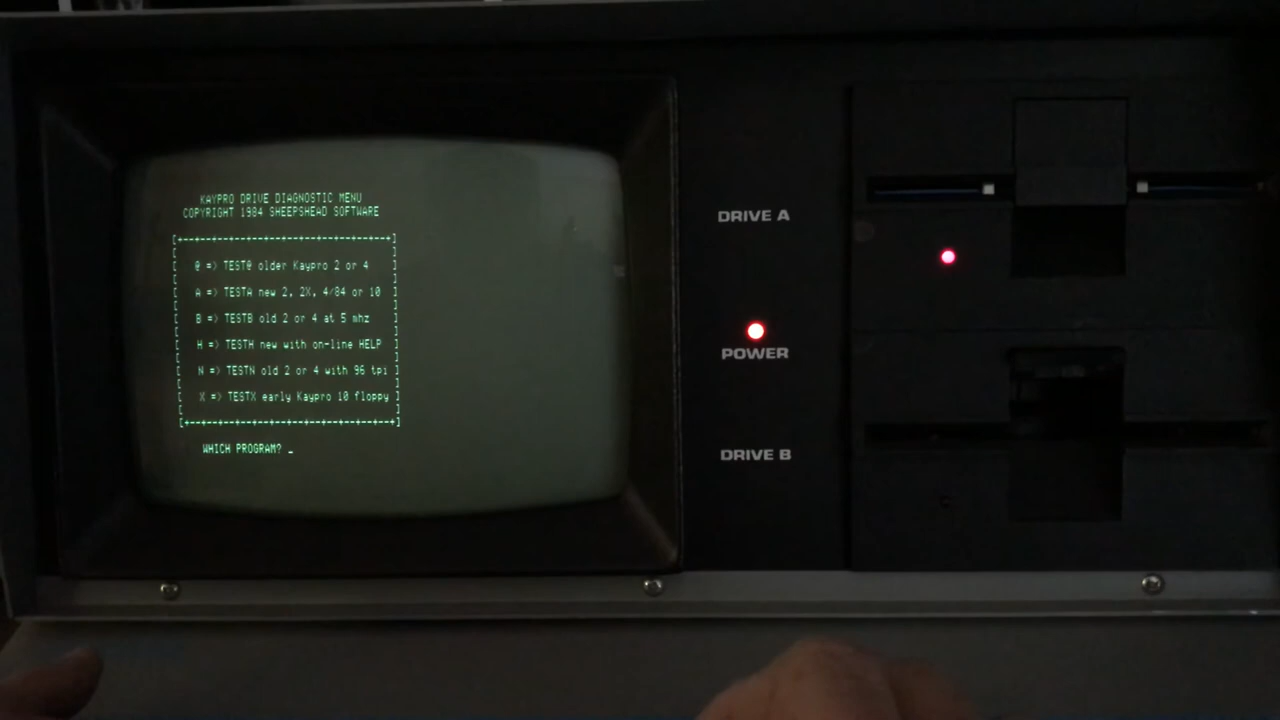 KAYPRO DRIVE DIAGNOSTIC MENU
COPYRIGHT 1984 SHEEPSHEAD SOFTWARE
@ => TEST@ older Kaypro 2 or 4
A => TESTA new 2, 2X, 4/84 or 10
B => TESTB old 2 or 4 at 5 mhz
H => TESTH new with on-line HELP
N => TESTN old 2 or 4 with 96 tpi
X => TESTX early Kaypro 10 floppy
WHICH PROGRAM? _
DRIVE A
POWER
DRIVE B